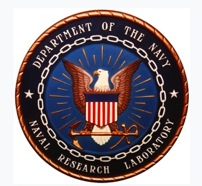 DEPARTMENT OF THE NAVY
NAVAL RESEARCH LABORATORY